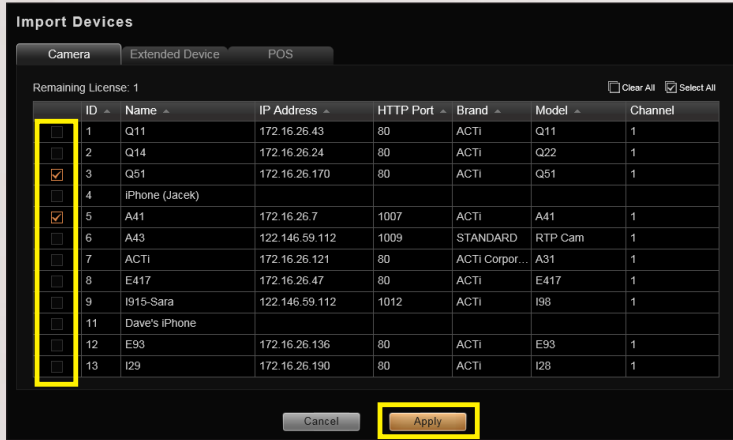 Import Devices
Camera Extended Device POS
Remaining License: 1 Clear All Select All
ID Name IP Address HTTP Port Brand Model Channel
1 Q11 172.16.26.43 80 ACTi Q11 1
2 Q14 172.16.26.24 80 ACTi Q22 1
3 Q51 172.16.26.170 80 ACTi Q51 1
4 iPhone (Jacek) 1
5 A41 172.16.26.7 1007 ACTi A41 1
6 A43 122.146.59.112 1009 STANDARD RTP Cam 1
7 ACTi 172.16.26.121 80 ACTi Corpor... A31 1
8 E417 172.16.26.47 80 ACTi E417 1
9 I915-Sara 122.146.59.112 1012 ACTi I98 1
11 Dave's iPhone 1
12 E93 172.16.26.136 80 ACTi E93 1
13 I29 172.16.26.190 80 ACTi I28 1
Cancel Apply